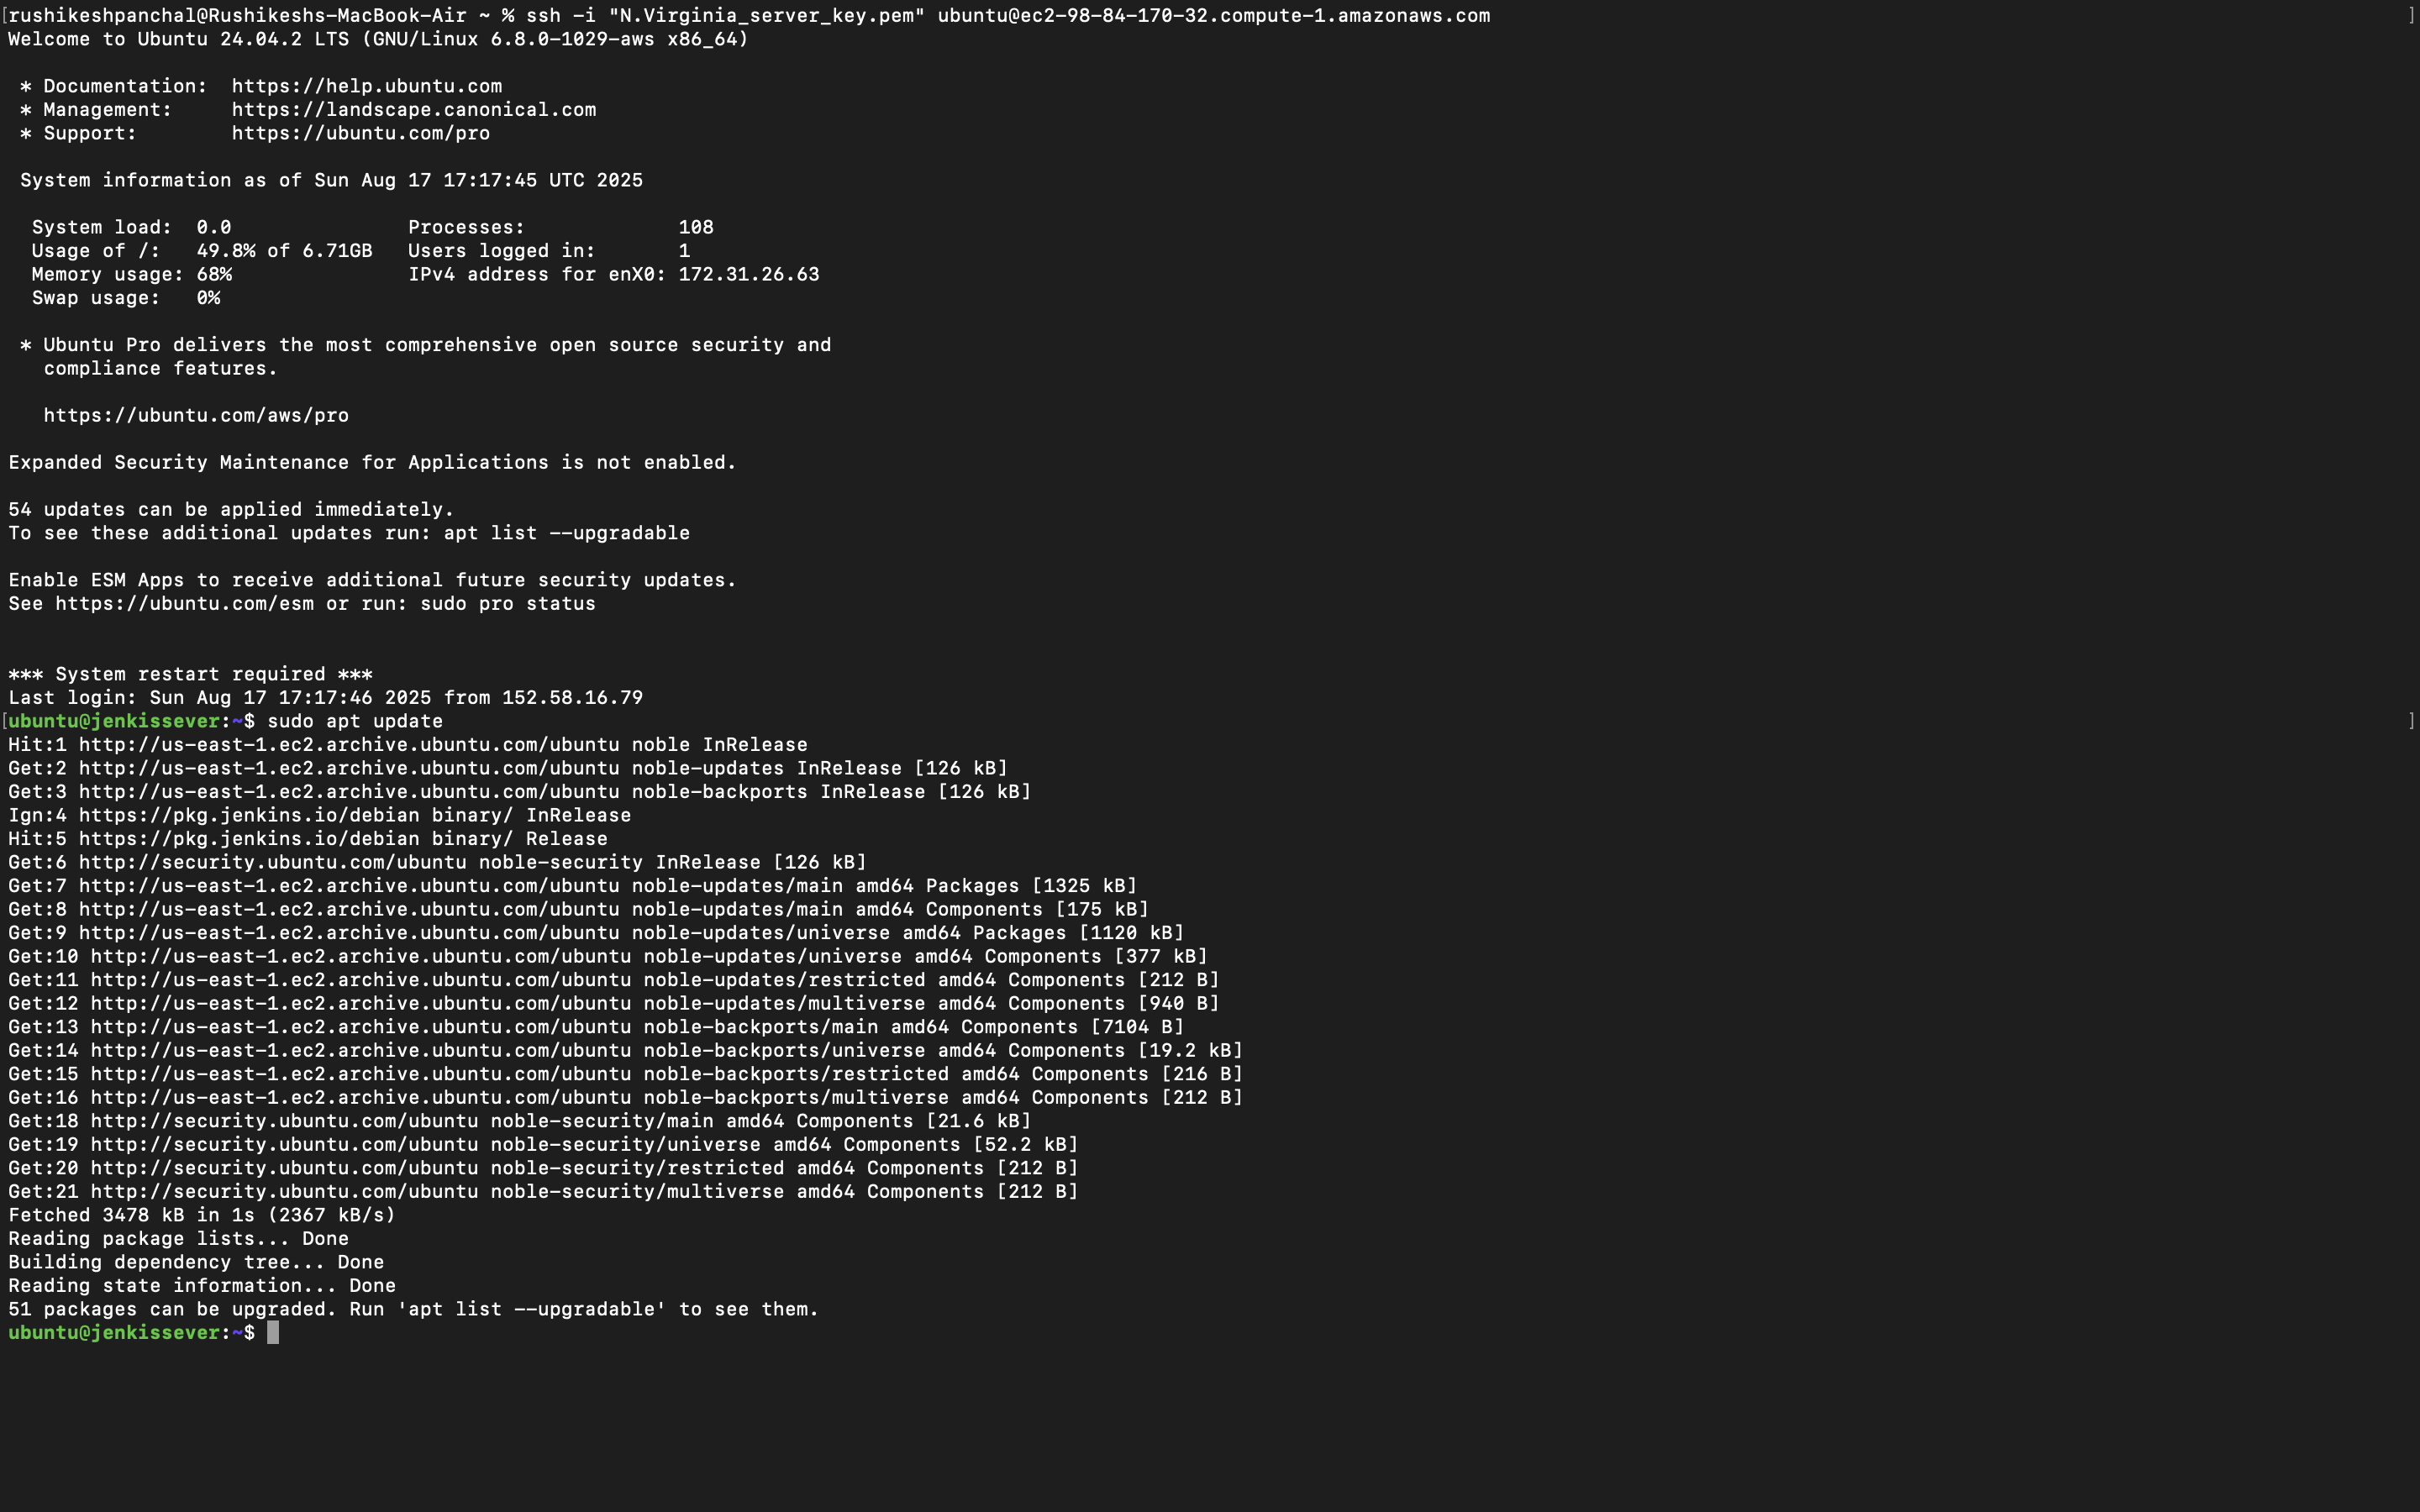 [rushikeshpanchal@Rushikeshs-MacBook-Air ~ % ssh -i "N.Virginia_server_key.pem" ubuntu@ec2-98-84-170-32.compute-1.amazonaws.com ]
Welcome to Ubuntu 24.04.2 LTS (GNU/Linux 6.8.0-1029-aws x86_64)
* Documentation: https://help.ubuntu.com
* Management: https://landscape.canonical.com
* Support: https://ubuntu.com/pro
System information as of Sun Aug 17 17:17:45 UTC 2025
System load: 0.0 Processes: 108
Usage of /: 49.8% of 6.71GB Users logged in: 1
Memory usage: 68% IPv4 address for enX0: 172.31.26.63
Swap usage: 0%
* Ubuntu Pro delivers the most comprehensive open source security and
compliance features.
https://ubuntu.com/aws/pro
Expanded Security Maintenance for Applications is not enabled.
54 updates can be applied immediately.
To see these additional updates run: apt list --upgradable
Enable ESM Apps to receive additional future security updates.
See https://ubuntu.com/esm or run: sudo pro status
*** System restart required ***
Last login: Sun Aug 17 17:17:46 2025 from 152.58.16.79
[ubuntu@jenkissever:~$ sudo apt update ]
Hit:1 http://us-east-1.ec2.archive.ubuntu.com/ubuntu noble InRelease
Get:2 http://us-east-1.ec2.archive.ubuntu.com/ubuntu noble-updates InRelease [126 kB]
Get:3 http://us-east-1.ec2.archive.ubuntu.com/ubuntu noble-backports InRelease [126 kB]
Ign:4 https://pkg.jenkins.io/debian binary/ InRelease
Hit:5 https://pkg.jenkins.io/debian binary/ Release
Get:6 http://security.ubuntu.com/ubuntu noble-security InRelease [126 kB]
Get:7 http://us-east-1.ec2.archive.ubuntu.com/ubuntu noble-updates/main amd64 Packages [1325 kB]
Get:8 http://us-east-1.ec2.archive.ubuntu.com/ubuntu noble-updates/main amd64 Components [175 kB]
Get:9 http://us-east-1.ec2.archive.ubuntu.com/ubuntu noble-updates/universe amd64 Packages [1120 kB]
Get:10 http://us-east-1.ec2.archive.ubuntu.com/ubuntu noble-updates/universe amd64 Components [377 kB]
Get:11 http://us-east-1.ec2.archive.ubuntu.com/ubuntu noble-updates/restricted amd64 Components [212 B]
Get:12 http://us-east-1.ec2.archive.ubuntu.com/ubuntu noble-updates/multiverse amd64 Components [940 B]
Get:13 http://us-east-1.ec2.archive.ubuntu.com/ubuntu noble-backports/main amd64 Components [7104 B]
Get:14 http://us-east-1.ec2.archive.ubuntu.com/ubuntu noble-backports/universe amd64 Components [19.2 kB]
Get:15 http://us-east-1.ec2.archive.ubuntu.com/ubuntu noble-backports/restricted amd64 Components [216 B]
Get:16 http://us-east-1.ec2.archive.ubuntu.com/ubuntu noble-backports/multiverse amd64 Components [212 B]
Get:18 http://security.ubuntu.com/ubuntu noble-security/main amd64 Components [21.6 kB]
Get:19 http://security.ubuntu.com/ubuntu noble-security/universe amd64 Components [52.2 kB]
Get:20 http://security.ubuntu.com/ubuntu noble-security/restricted amd64 Components [212 B]
Get:21 http://security.ubuntu.com/ubuntu noble-security/multiverse amd64 Components [212 B]
Fetched 3478 kB in 1s (2367 kB/s)
Reading package lists... Done
Building dependency tree... Done
Reading state information... Done
51 packages can be upgraded. Run 'apt list --upgradable' to see them.
ubuntu@jenkissever:~$